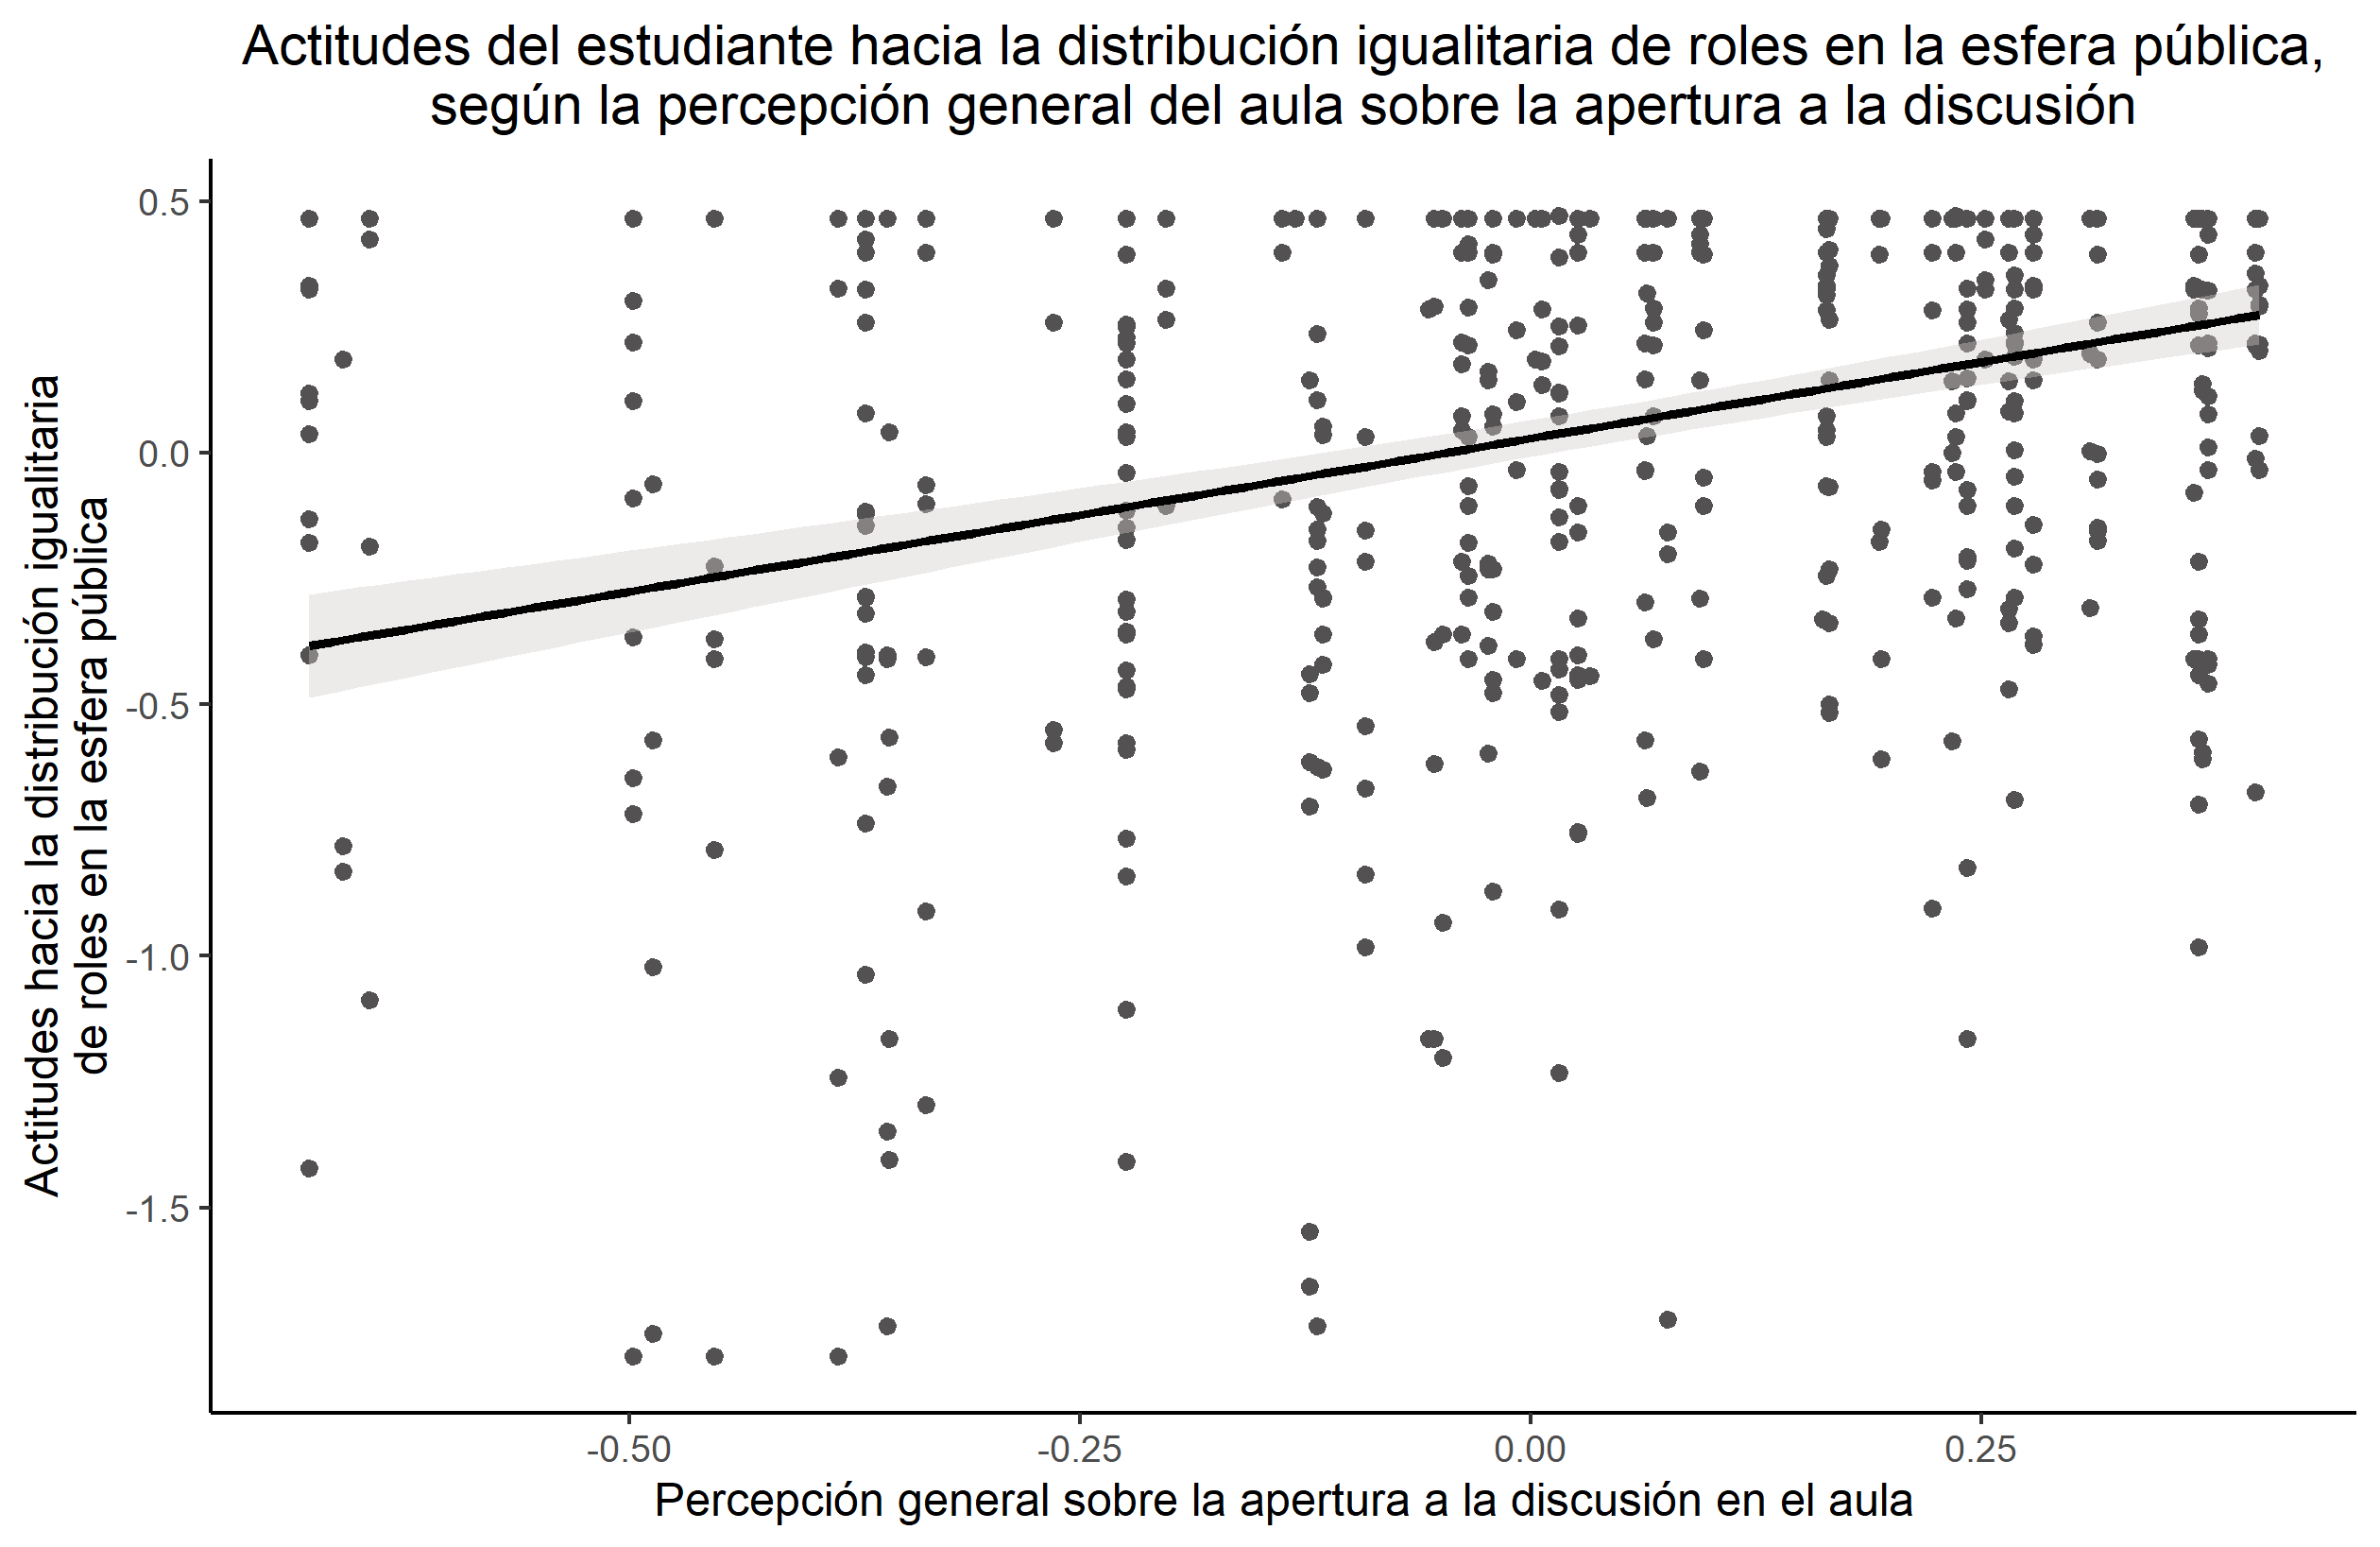 Actitudes del estudiante hacia la distribución igualitaria de roles en la esfera pública,
según la percepción general del aula sobre la apertura a la discusión
Actitudes hacia la distribución igualitaria
de roles en la esfera pública
0.5
0.0
-0.5
-1.0
-1.5
-0.50
-0.25
0.00
0.25
Percepción general sobre la apertura a la discusión en el aula